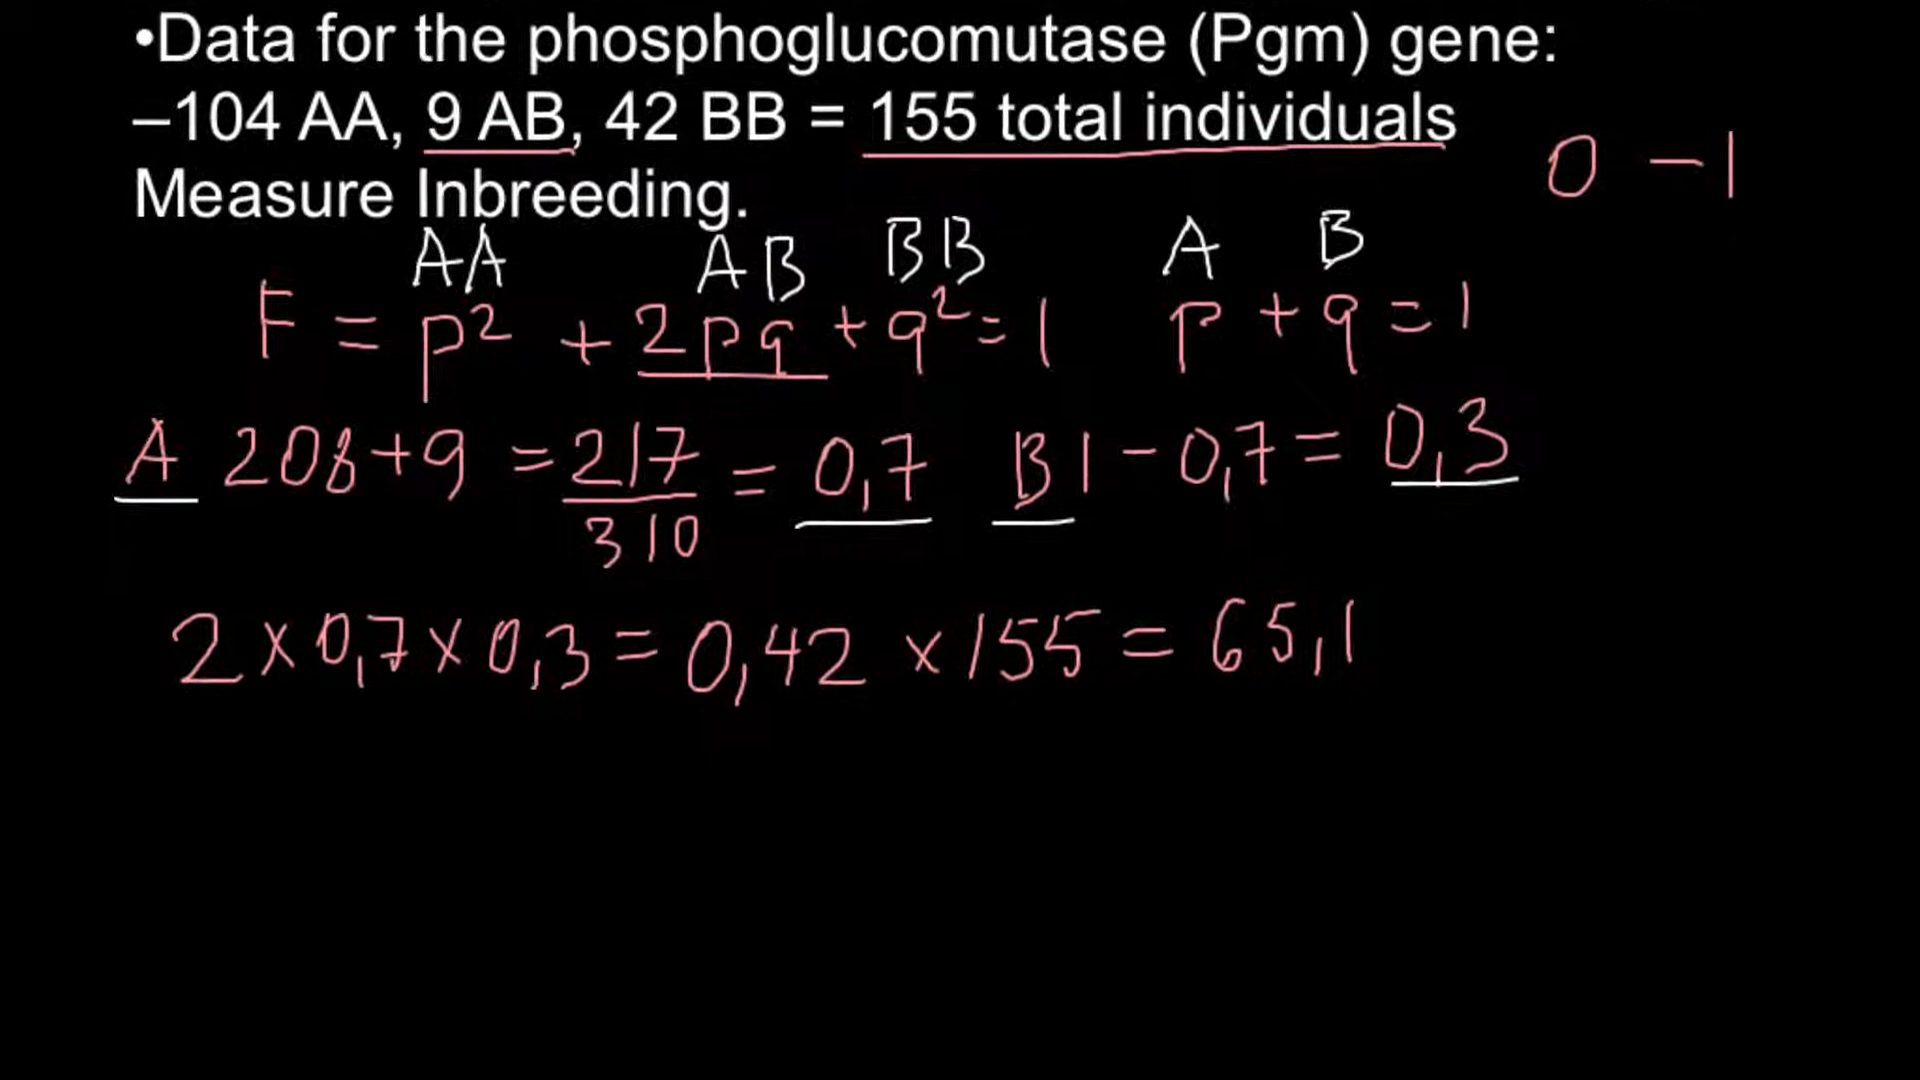 •Data for the phosphoglucomutase (Pgm) gene:
–104 AA, 9 AB, 42 BB = 155 total individuals
0 – 1
Measure Inbreeding.
AA AB BB A B
F = p² + 2pq + q² = 1 p + q = 1
A 208+9 = 217/310 = 0,7 B 1 - 0,7 = 0,3
2 x 0,7 x 0,3 = 0,42 x 155 = 65,1